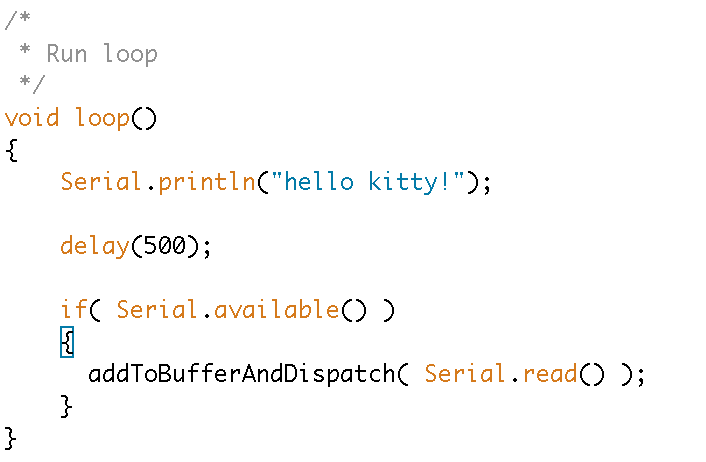 /*
 * Run loop
 */
void loop()
{
    Serial.println("hello kitty!");

    delay(500);

    if( Serial.available() )
    {
      addToBufferAndDispatch( Serial.read() );
    }
}